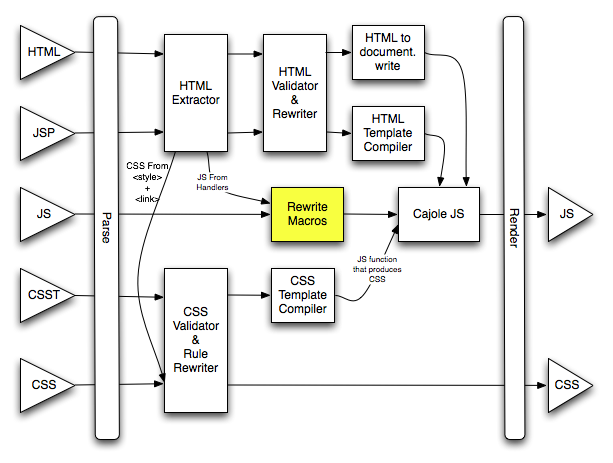 HTML
JSP
JS
CSST
CSS
Parse
HTML
Extractor
HTML
Validator
&
Rewriter
HTML to
document.
write
HTML
Template
Compiler
CSS From
<style>
+
<link>
JS From
Handlers
Rewrite
Macros
Cajole JS
CSS
Validator
&
Rule
Rewriter
CSS
Template
Compiler
JS function
that produces
CSS
Render
JS
CSS